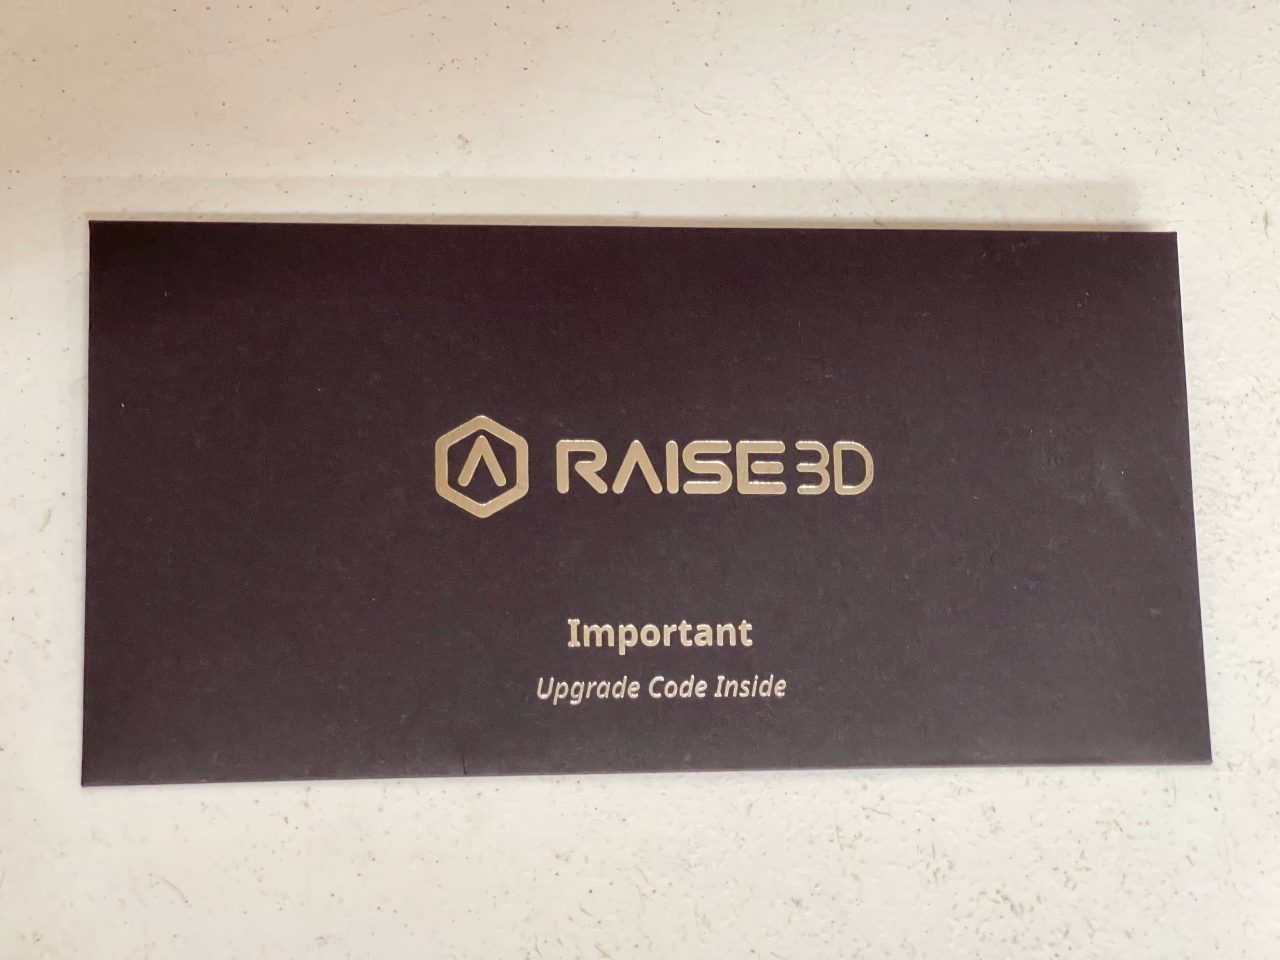 RAISE3D
Important
Upgrade Code Inside